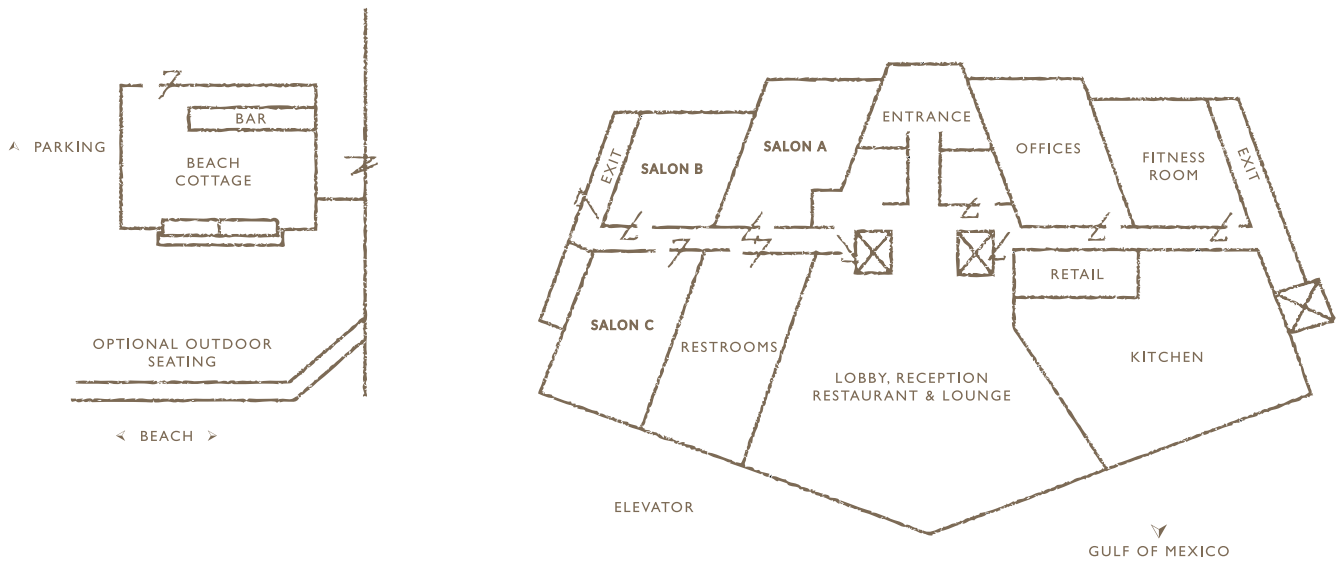 PARKING
BAR
BEACH
COTTAGE
OPTIONAL OUTDOOR
SEATING
BEACH
ENTRANCE
EXIT
SALON B
SALON A
OFFICES
FITNESS
ROOM
EXIT
SALON C
RESTROOMS
RETAIL
KITCHEN
LOBBY, RECEPTION
RESTAURANT & LOUNGE
ELEVATOR
GULF OF MEXICO